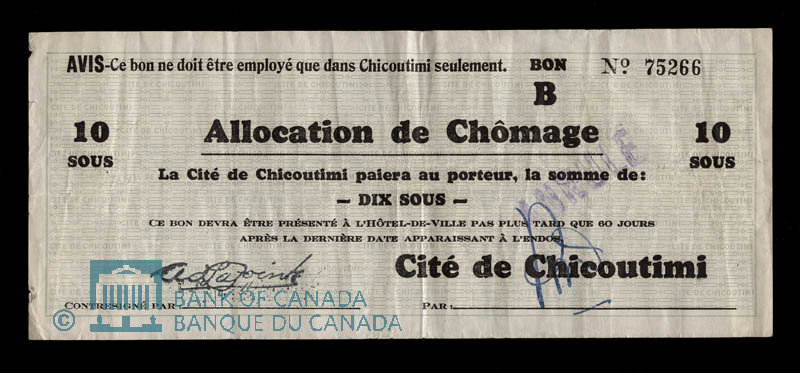 AVIS-Ce bon ne doit être employé que dans Chicoutimi seulement. BON Nº 75266
B
10 Allocation de Chômage 10
SOUS SOUS
La Cité de Chicoutimi paiera au porteur, la somme de:
— DIX SOUS —
CE BON DEVRA ÊTRE PRÉSENTÉ À L'HÔTEL-DE-VILLE PAS PLUS TARD QUE 60 JOURS
APRÈS LA DERNIÈRE DATE APPARAISSANT À L'ENDOS.
Cité de Chicoutimi
CONTRESIGNÉ PAR PAR:
© BANK OF CANADA
BANQUE DU CANADA